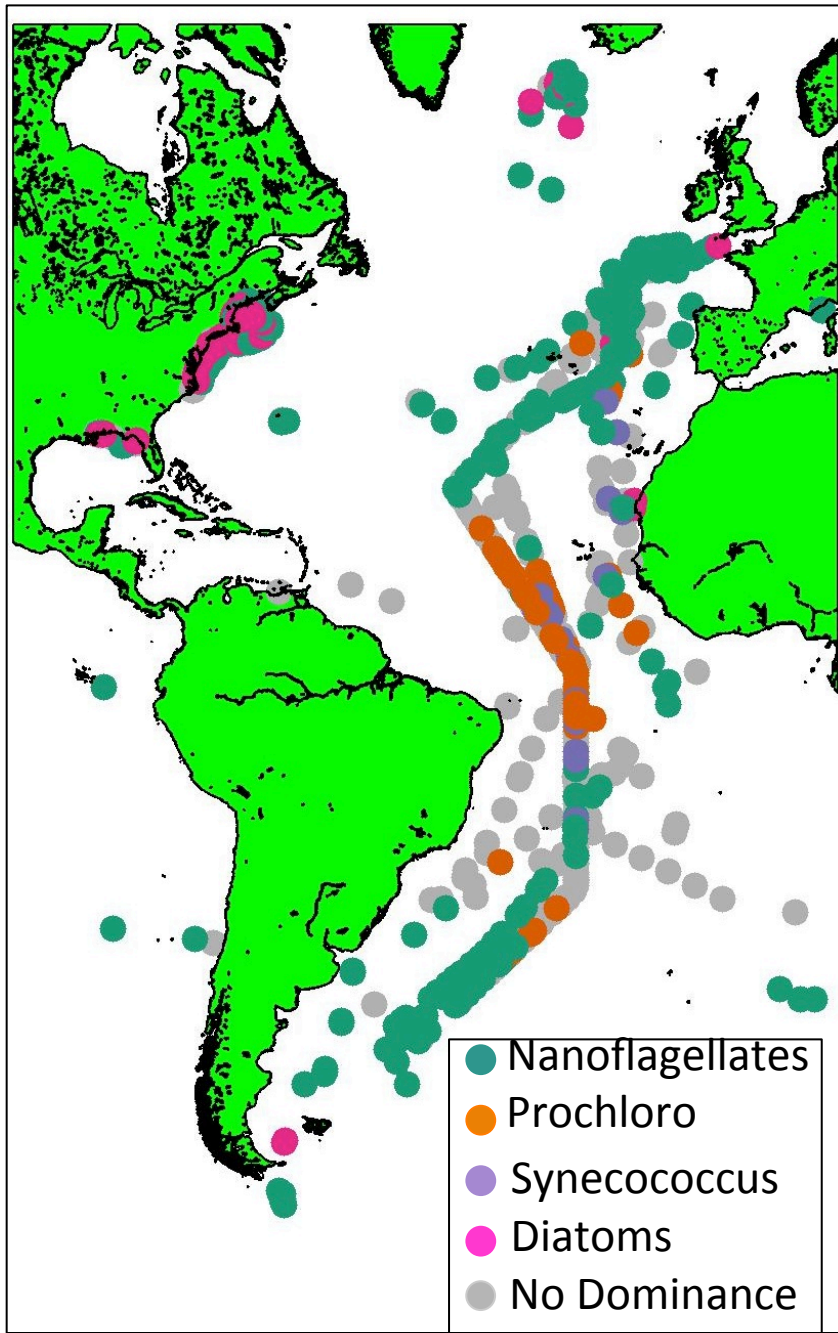 Nanoflagellates
Prochloro
Synecococcus
Diatoms
No Dominance